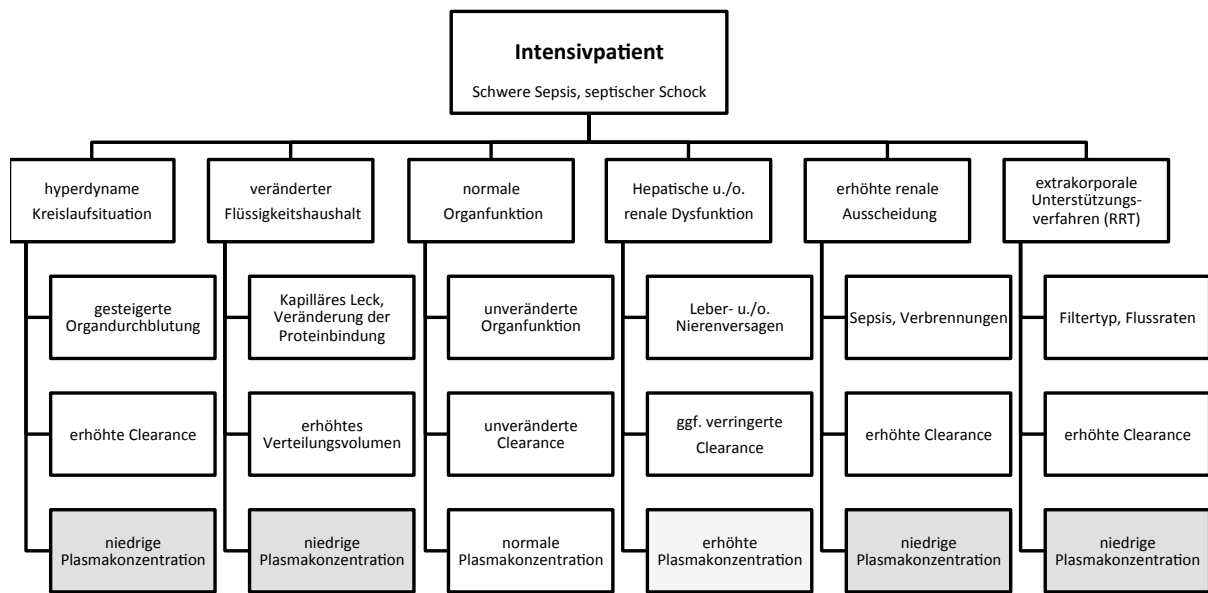 Intensivpatient
Schwere Sepsis, septischer Schock
hyperdyname
Kreislaufsituation
veränderter
Flüssigkeitshaushalt
normale
Organfunktion
Hepatische u./o.
renale Dysfunktion
erhöhte renale
Ausscheidung
extrakorporale
Unterstützungs-
verfahren (RRT)
gesteigerte
Organdurchblutung
Kapilläres Leck,
Veränderung der
Proteinbindung
unveränderte
Organfunktion
Leber- u./o.
Nierenversagen
Sepsis, Verbrennungen
Filtertyp, Flussraten
erhöhte Clearance
erhöhtes
Verteilungsvolumen
unveränderte
Clearance
ggf. verringerte
Clearance
erhöhte Clearance
erhöhte Clearance
niedrige
Plasmakonzentration
niedrige
Plasmakonzentration
normale
Plasmakonzentration
erhöhte
Plasmakonzentration
niedrige
Plasmakonzentration
niedrige
Plasmakonzentration